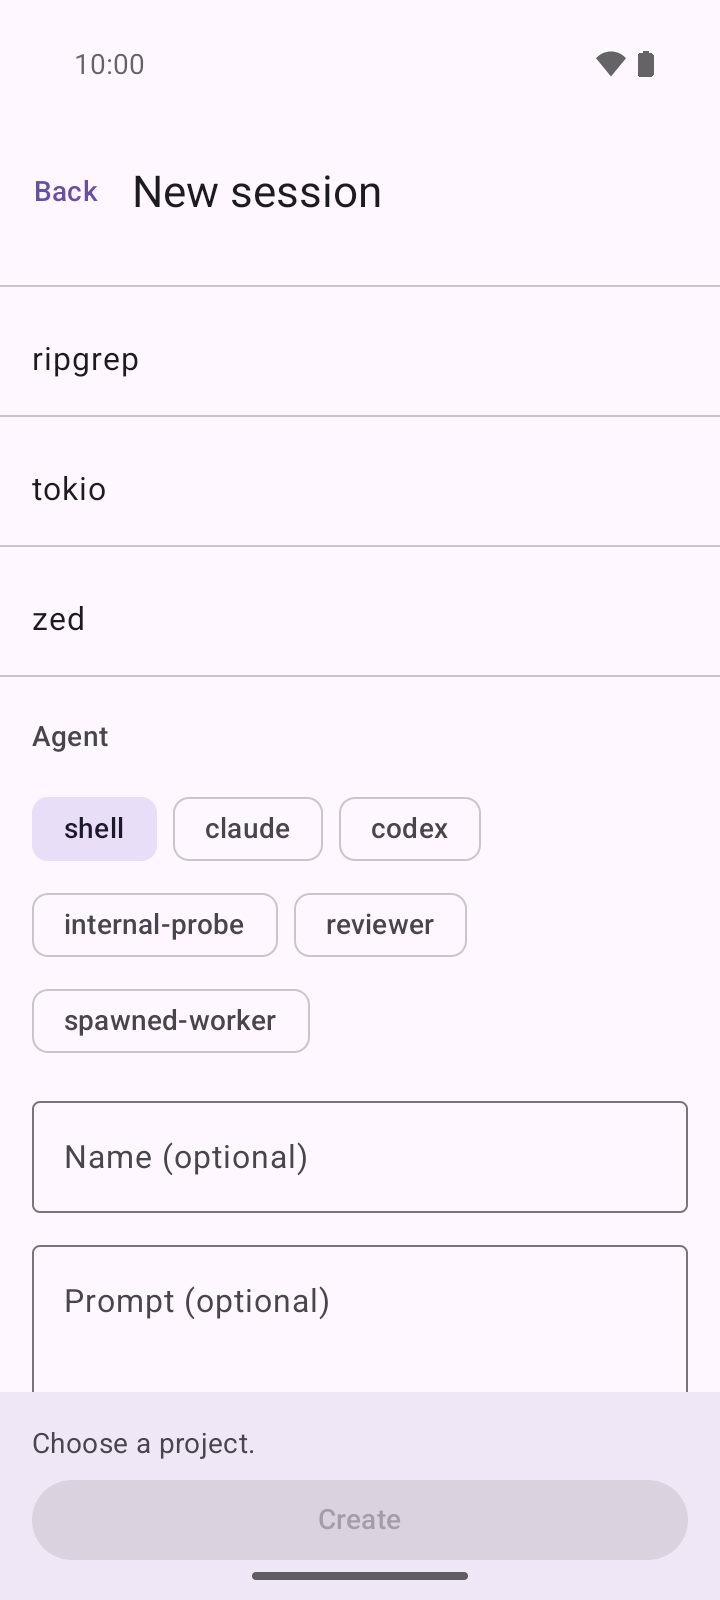 10:00
Back New session
ripgrep
tokio
zed
Agent
shell claude codex
internal-probe reviewer
spawned-worker
Name (optional)
Prompt (optional)
Choose a project.
Create